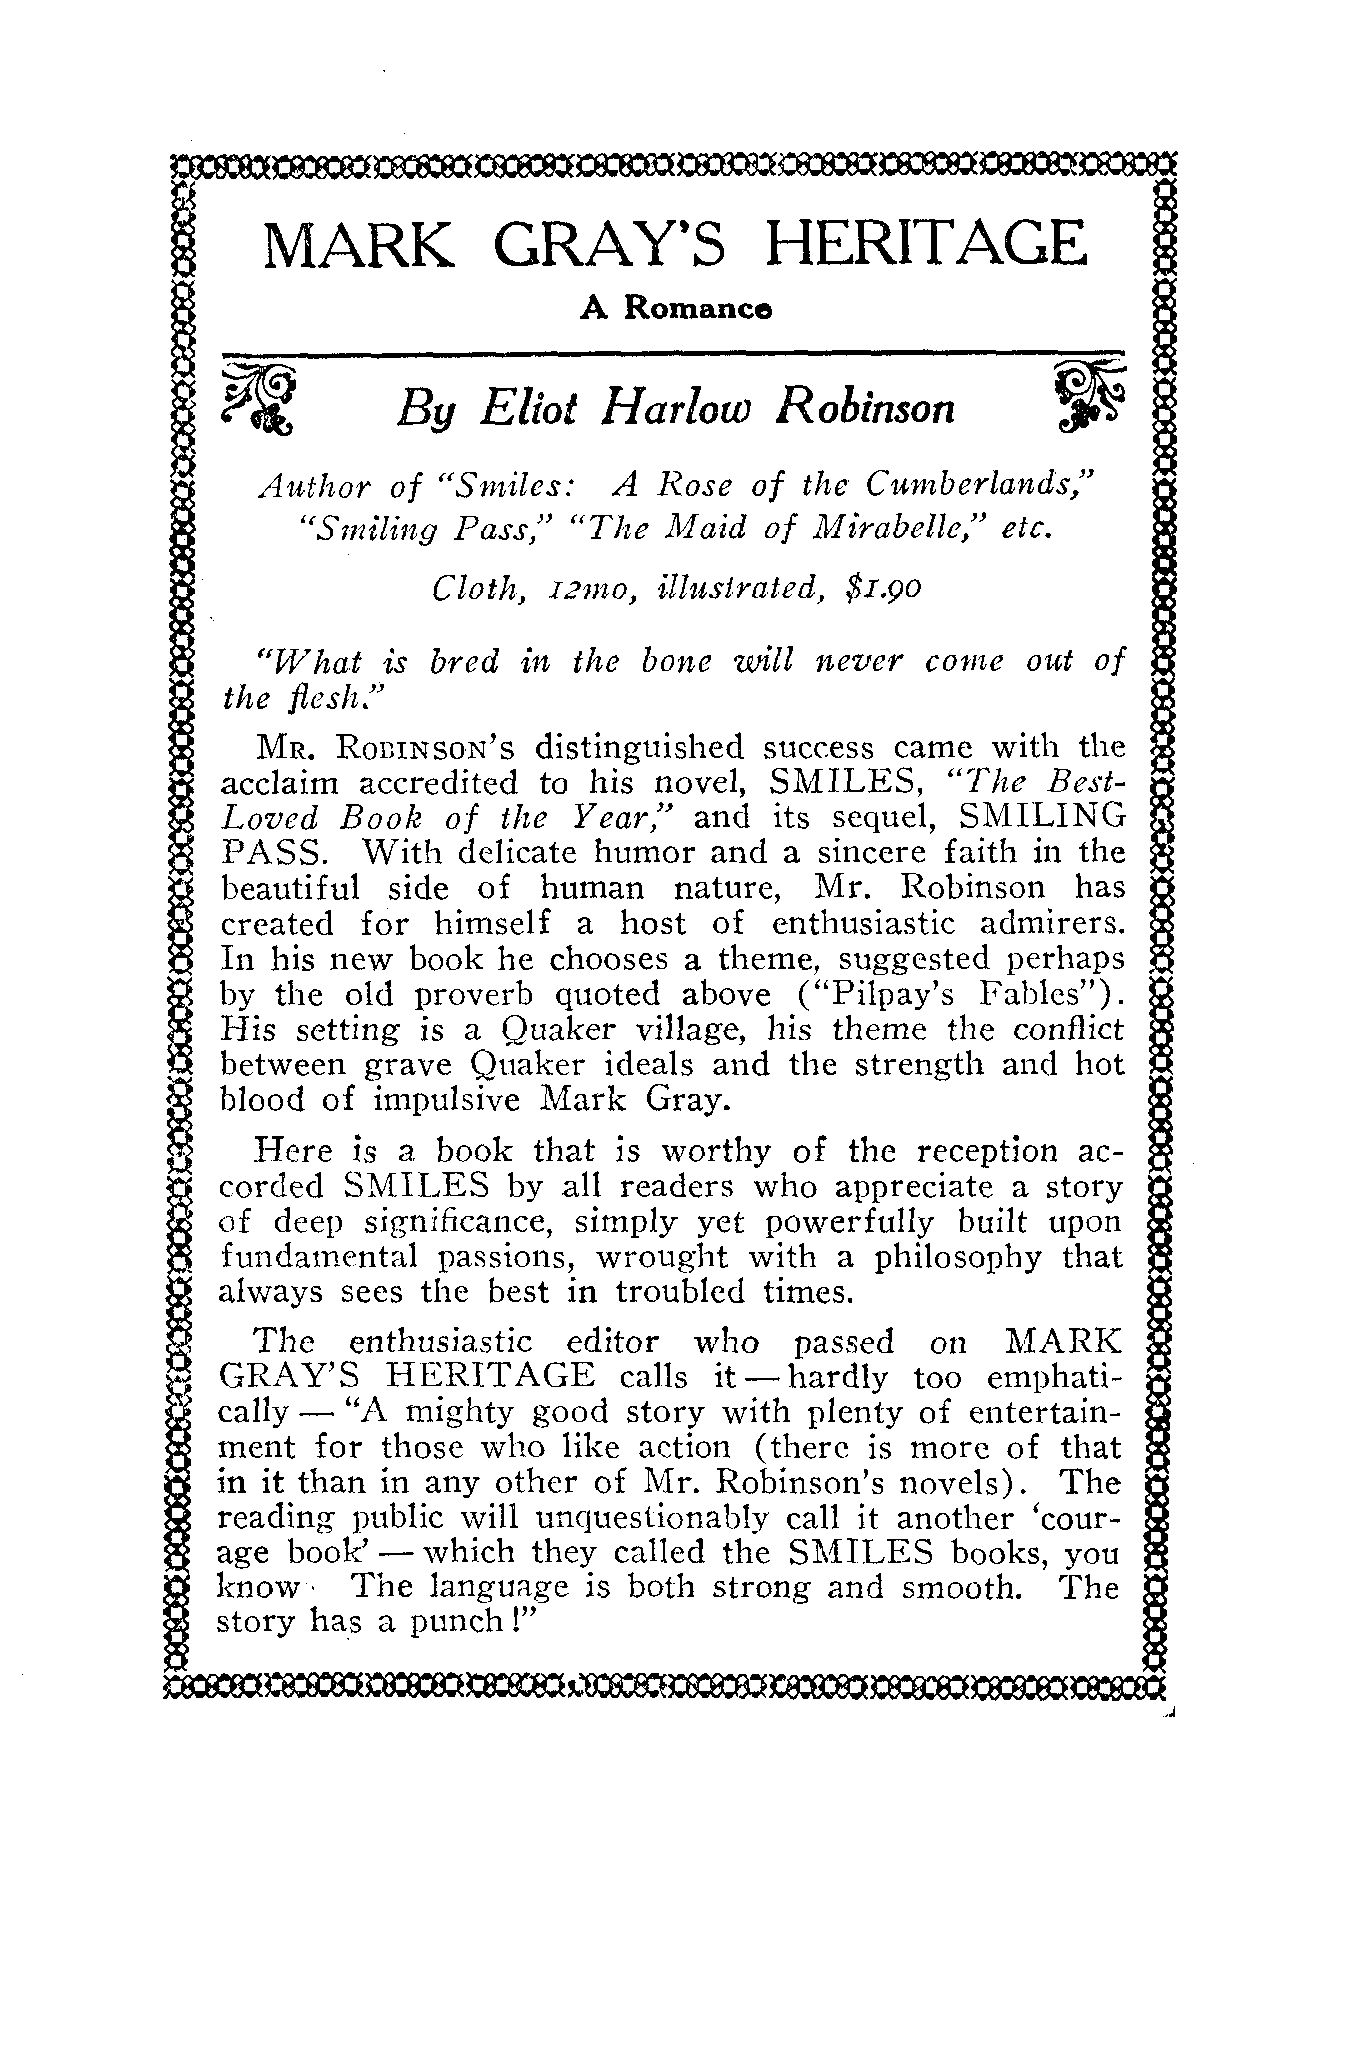 MARK GRAY'S HERITAGE
A Romance
By Eliot Harlow Robinson
Author of “Smiles: A Rose of the Cumberlands,”
“Smiling Pass,” “The Maid of Mirabelle,” etc.
Cloth, 12mo, illustrated, $1.90
“What is bred in the bone will never come out of
the flesh.”
MR. ROBINSON'S distinguished success came with the
acclaim accredited to his novel, SMILES, “The Best-
Loved Book of the Year,” and its sequel, SMILING
PASS. With delicate humor and a sincere faith in the
beautiful side of human nature, Mr. Robinson has
created for himself a host of enthusiastic admirers.
In his new book he chooses a theme, suggested perhaps
by the old proverb quoted above (“Pilpay's Fables”).
His setting is a Quaker village, his theme the conflict
between grave Quaker ideals and the strength and hot
blood of impulsive Mark Gray.
Here is a book that is worthy of the reception ac-
corded SMILES by all readers who appreciate a story
of deep significance, simply yet powerfully built upon
fundamental passions, wrought with a philosophy that
always sees the best in troubled times.
The enthusiastic editor who passed on MARK
GRAY'S HERITAGE calls it — hardly too emphati-
cally — “A mighty good story with plenty of entertain-
ment for those who like action (there is more of that
in it than in any other of Mr. Robinson's novels). The
reading public will unquestionably call it another ‘cour-
age book’ — which they called the SMILES books, you
know. The language is both strong and smooth. The
story has a punch!”